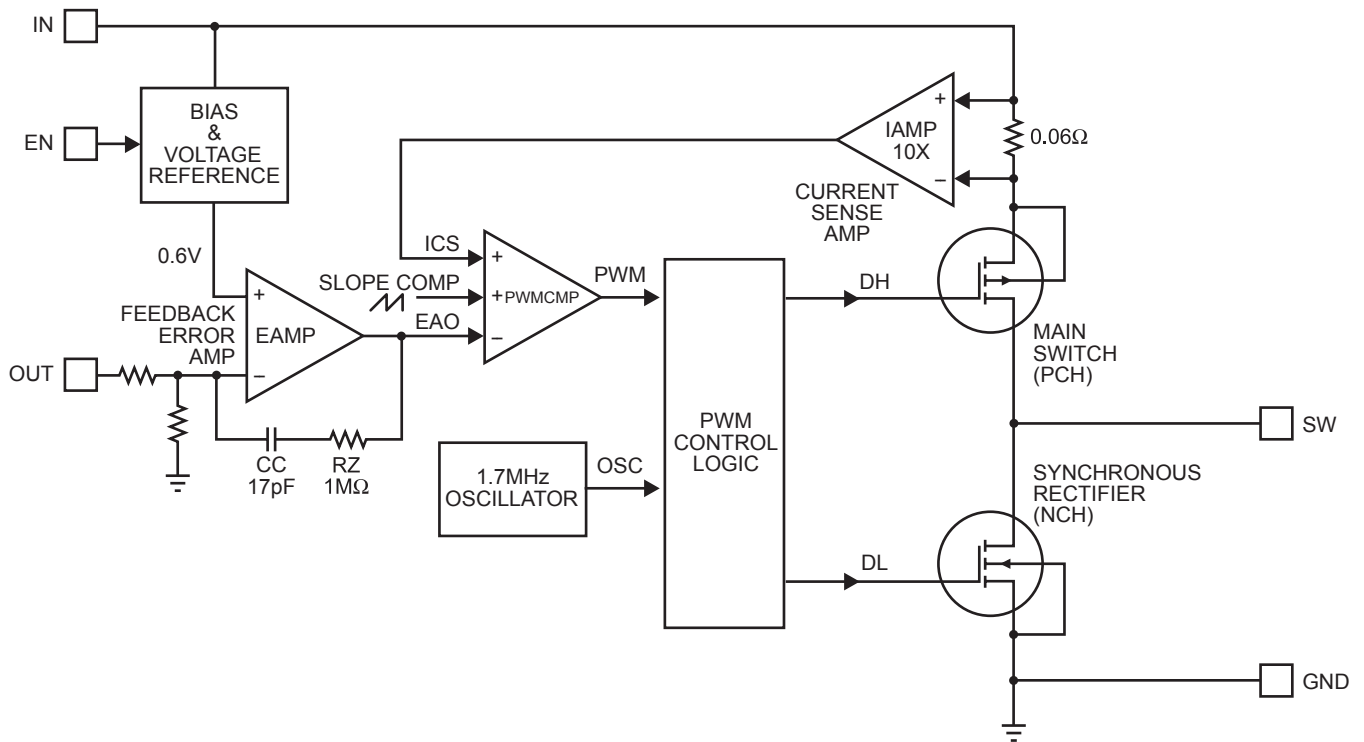 IN
BIAS
&
VOLTAGE
REFERENCE
EN
+
IAMP
10X
−
0.06Ω
CURRENT
SENSE
AMP
0.6V
ICS
+
SLOPE COMP
+
PWMCMP
EAO
−
PWM
DH
FEEDBACK
ERROR
AMP
+
EAMP
−
OUT
MAIN
SWITCH
(PCH)
CC
17pF
RZ
1MΩ
PWM
CONTROL
LOGIC
SW
1.7MHz
OSCILLATOR
OSC
SYNCHRONOUS
RECTIFIER
(NCH)
DL
GND